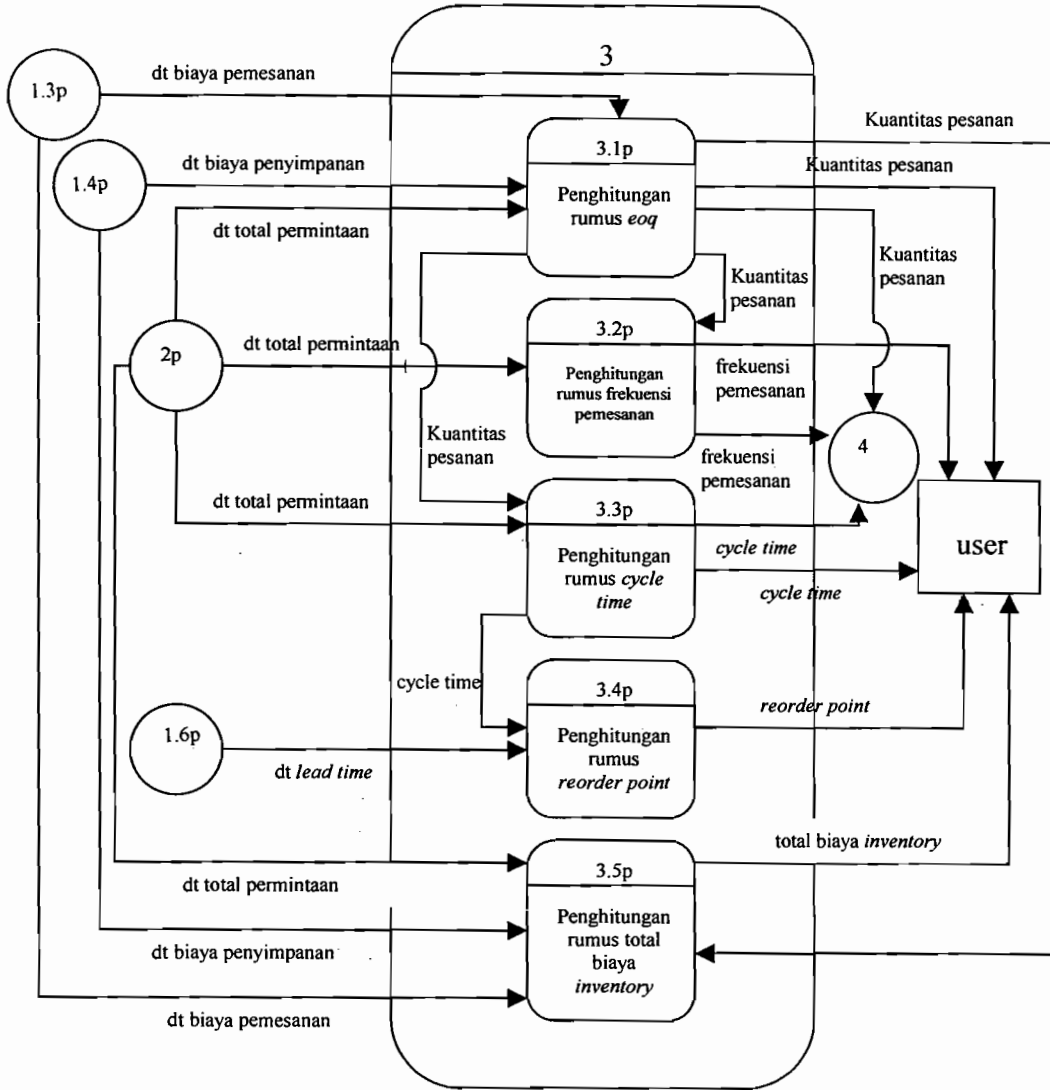 3
1.3p
dt biaya pemesanan
Kuantitas pesanan
3.1p
1.4p
dt biaya penyimpanan
Kuantitas pesanan
Penghitungan
rumus eoq
dt total permintaan
Kuantitas
pesanan
Kuantitas
pesanan
3.2p
2p
dt total permintaan
Penghitungan
rumus frekuensi
pemesanan
frekuensi
pemesanan
Kuantitas
pesanan
4
frekuensi
pemesanan
dt total permintaan
3.3p
Penghitungan
rumus cycle
time
cycle time
cycle time
user
cycle time
3.4p
Penghitungan
rumus
reorder point
reorder point
1.6p
dt lead time
total biaya inventory
3.5p
Penghitungan
rumus total
biaya
inventory
dt total permintaan
dt biaya penyimpanan
dt biaya pemesanan